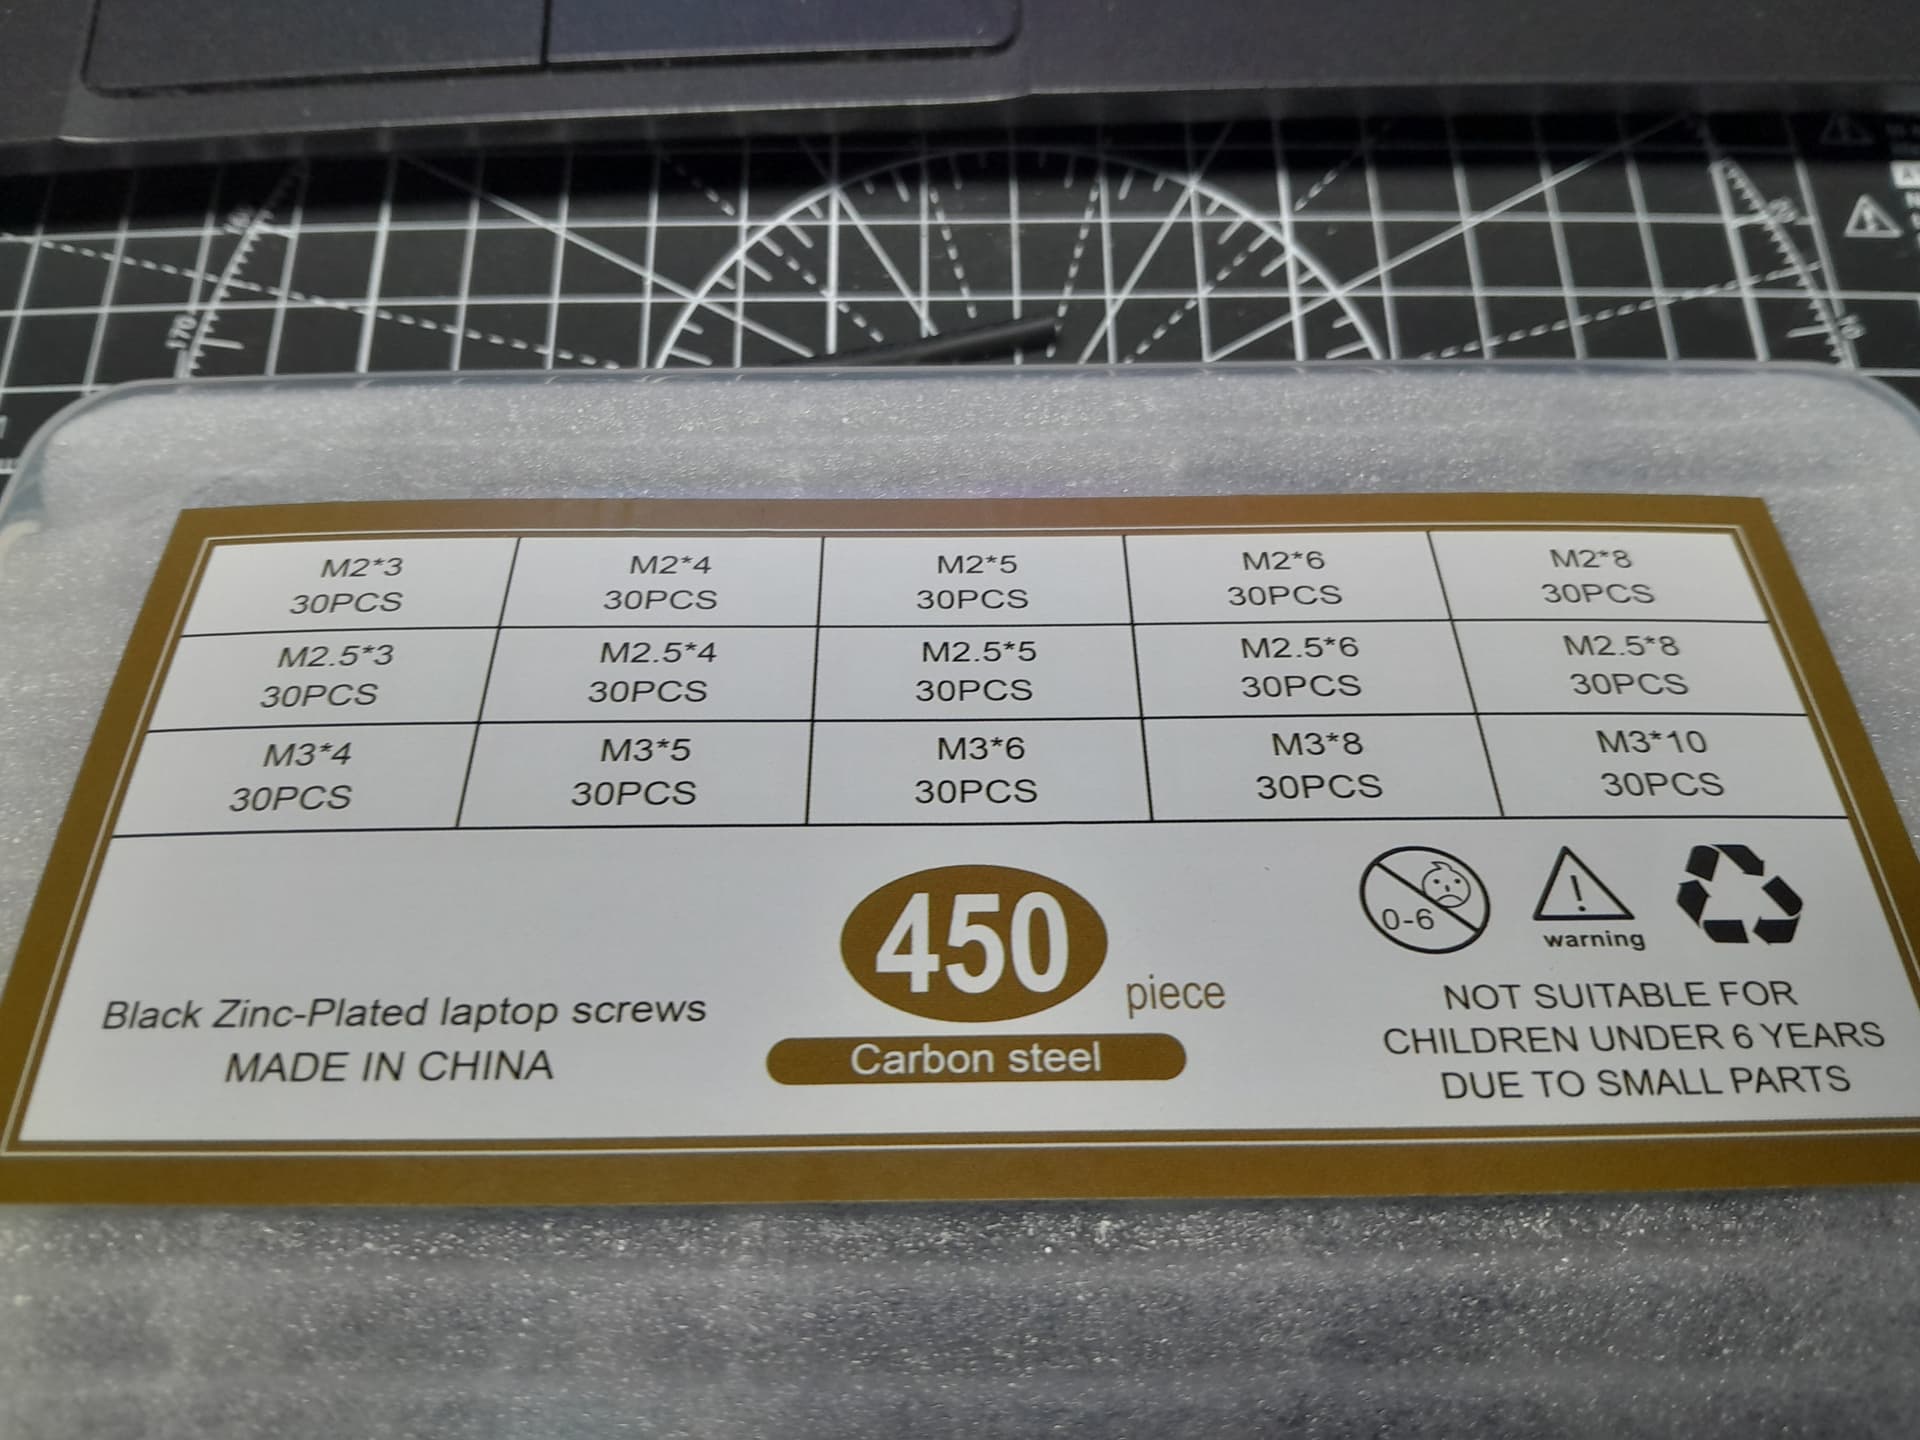 170
M2*3 M2*4 M2*5 M2*6 M2*8
30PCS 30PCS 30PCS 30PCS 30PCS
M2.5*3 M2.5*4 M2.5*5 M2.5*6 M2.5*8
30PCS 30PCS 30PCS 30PCS 30PCS
M3*4 M3*5 M3*6 M3*8 M3*10
30PCS 30PCS 30PCS 30PCS 30PCS
450
piece
Carbon steel
Black Zinc-Plated laptop screws
MADE IN CHINA
0-6
warning
NOT SUITABLE FOR
CHILDREN UNDER 6 YEARS
DUE TO SMALL PARTS